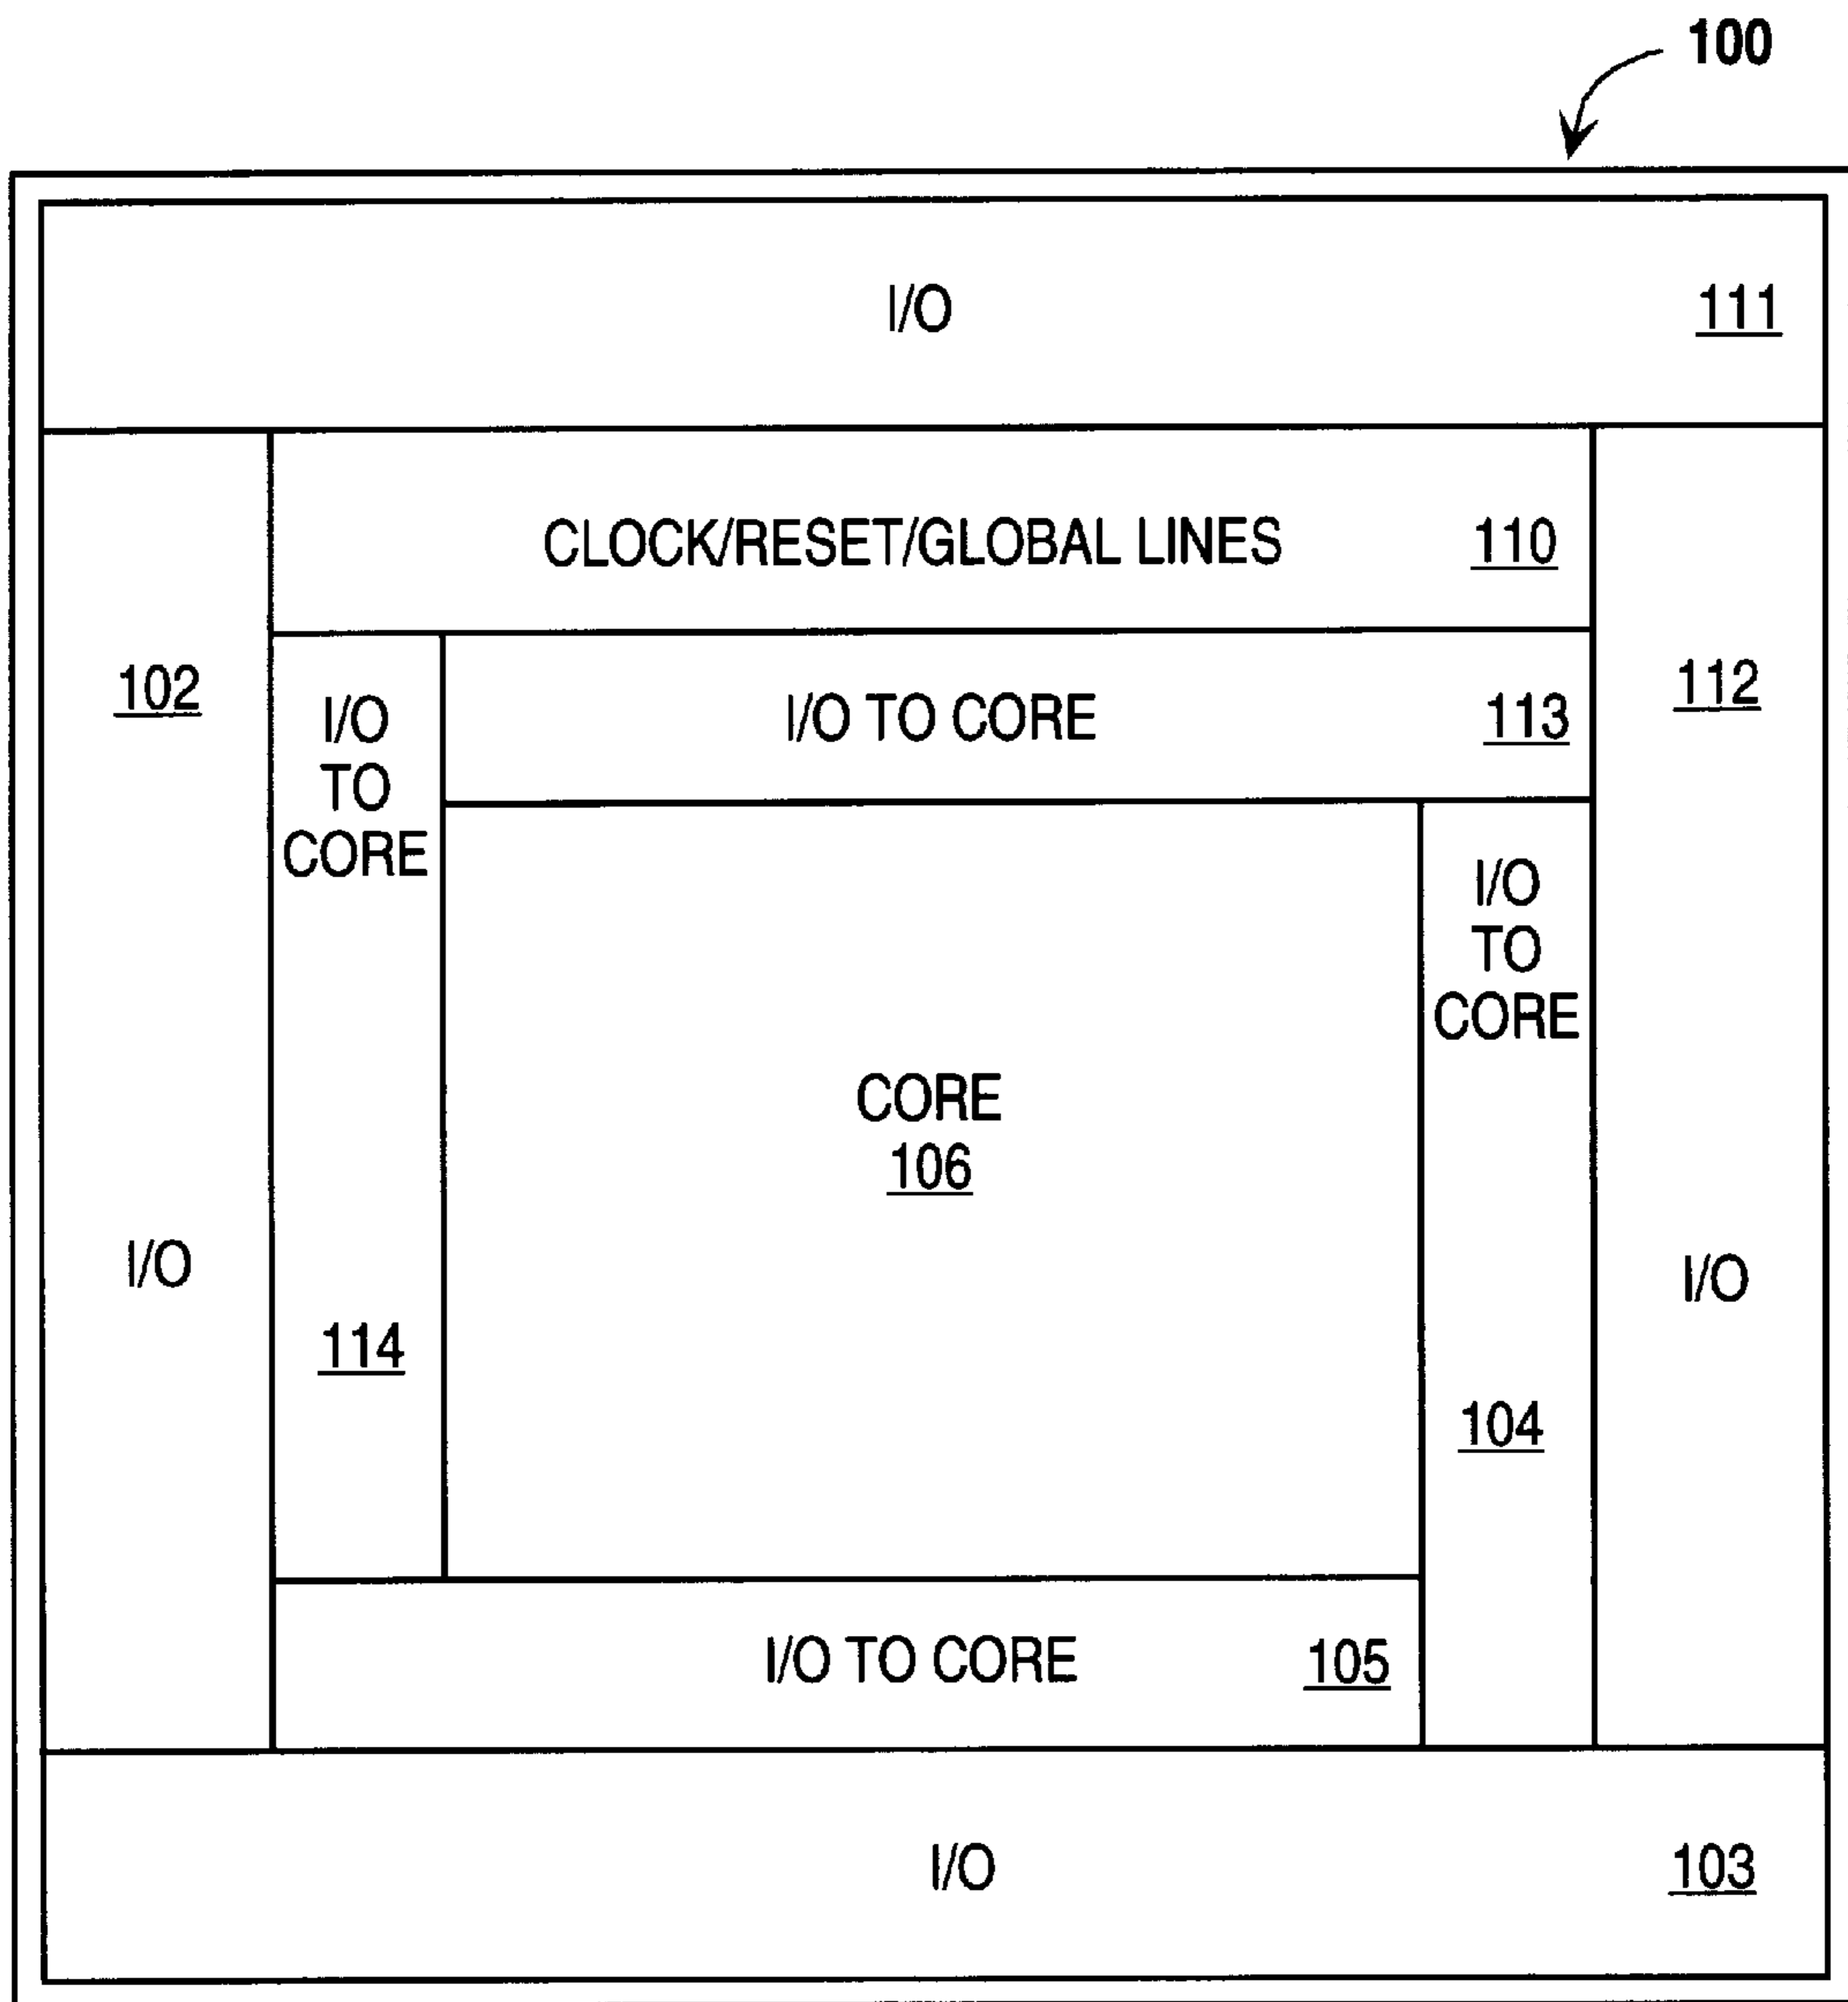 100
I/O 111
CLOCK/RESET/GLOBAL LINES 110
102
I/O
TO
CORE
I/O TO CORE 113
112
I/O
TO
CORE
CORE
106
I/O
I/O
114
104
I/O TO CORE 105
I/O 103